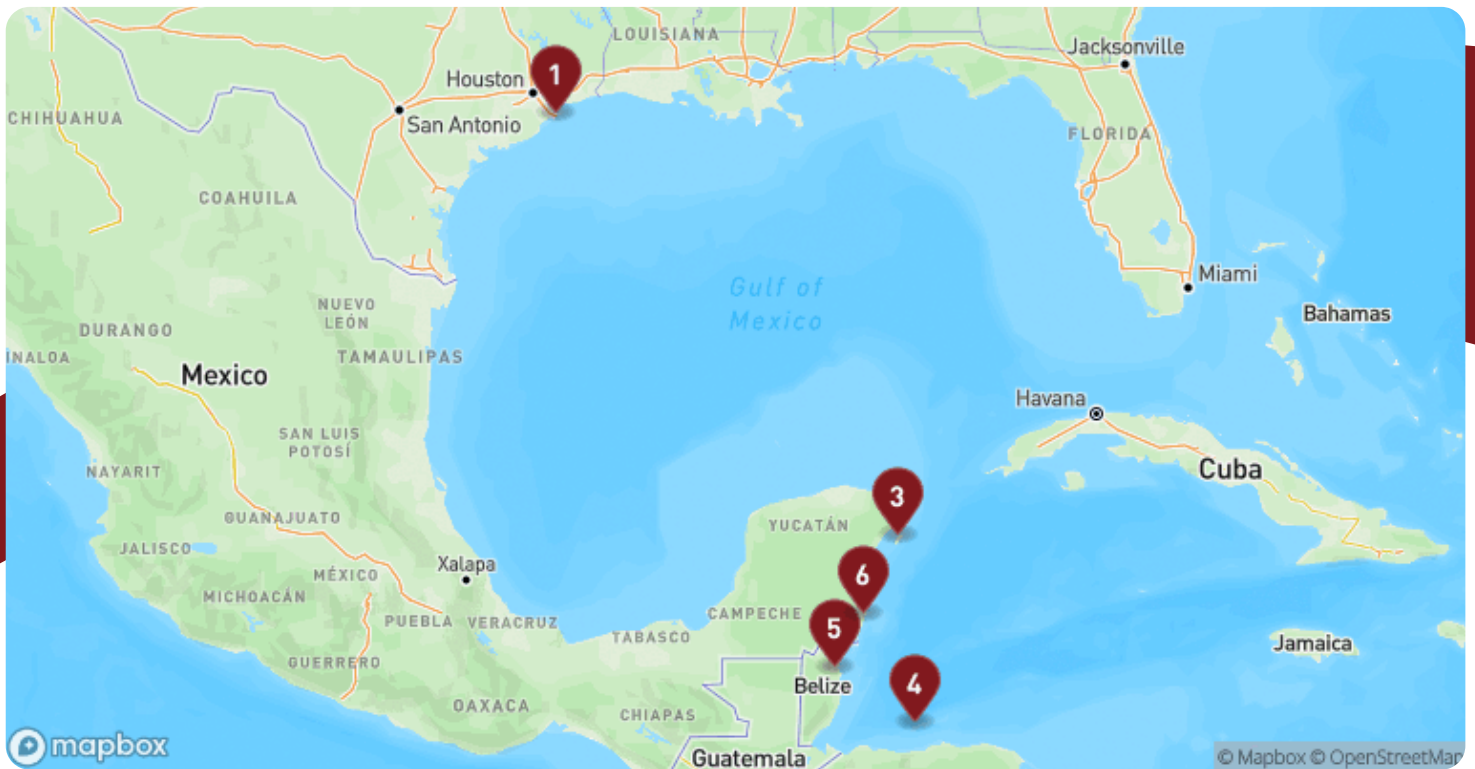 LOUISIANA
Jacksonville
Houston
1
CHIHUAHUA
San Antonio
FLORIDA
COAHUILA
Gulf of
Mexico
Miami
NUEVO
LEÓN
Bahamas
DURANGO
SINALOA
TAMAULIPAS
Mexico
Havana
SAN LUIS
POTOSÍ
NAYARIT
Cuba
3
GUANAJUATO
YUCATÁN
JALISCO
Xalapa
MÉXICO
6
MICHOACÁN
PUEBLA
VERACRUZ
CAMPECHE
5
TABASCO
Jamaica
GUERRERO
4
Belize
OAXACA
CHIAPAS
mapbox
Guatemala
© Mapbox © OpenStreetMap